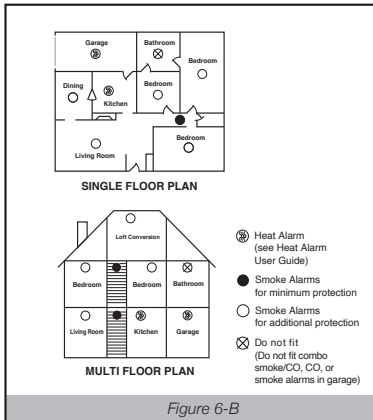 Garage
Bathroom
Bedroom
Dining
Kitchen
Bedroom
Bedroom
Living Room
SINGLE FLOOR PLAN
Loft Conversion
Bedroom
Bedroom
Bathroom
Living Room
Kitchen
Garage
MULTI FLOOR PLAN
Heat Alarm
(see Heat Alarm
User Guide)
Smoke Alarms
for minimum protection
Smoke Alarms
for additional protection
Do not fit
(Do not fit combo
smoke/CO, CO, or
smoke alarms in garage)
Figure 6-B